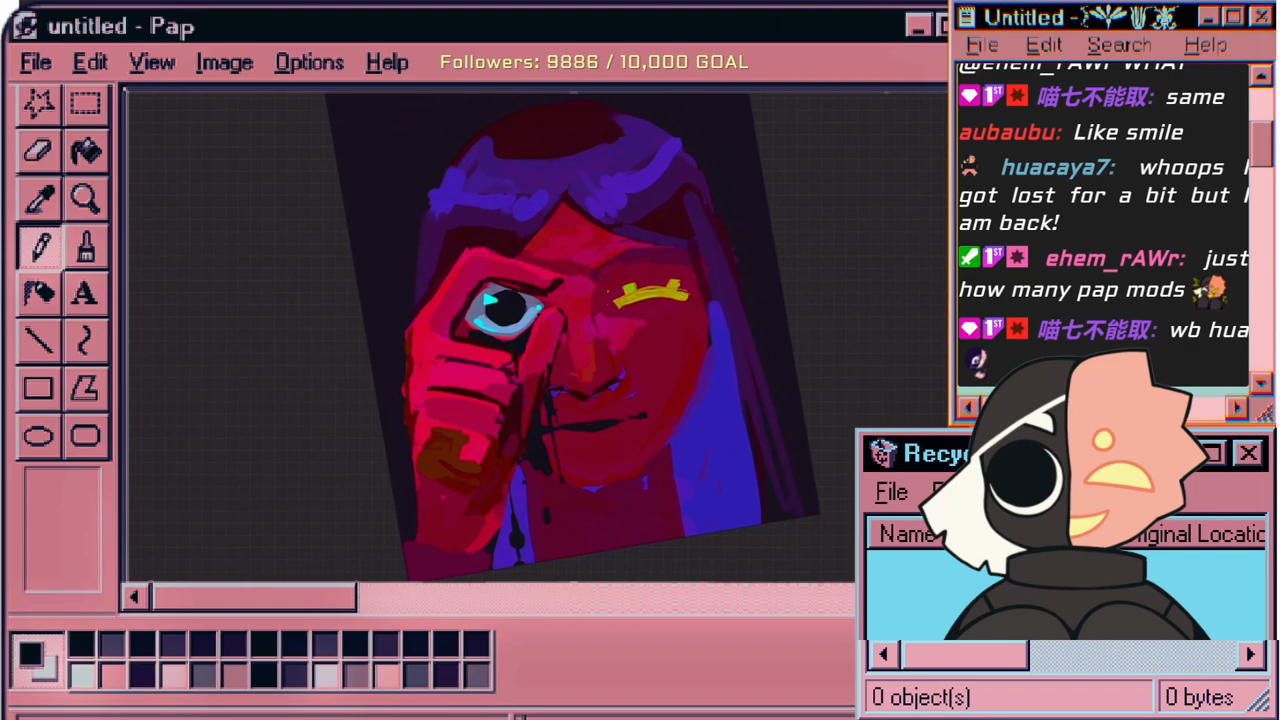 untitled - Pap
File Edit View Image Options Help
Followers: 9886 / 10,000 GOAL
Untitled -
File Edit Search Help
@ehem_rAWr WHAT
喵七不能取: same
aubaubu: Like smile
huacaya7: whoops I
got lost for a bit but I
am back!
ehem_rAWr: just
how many pap mods
喵七不能取: wb hua
Recyc
File
Name
riginal Locatio
0 object(s)
0 bytes